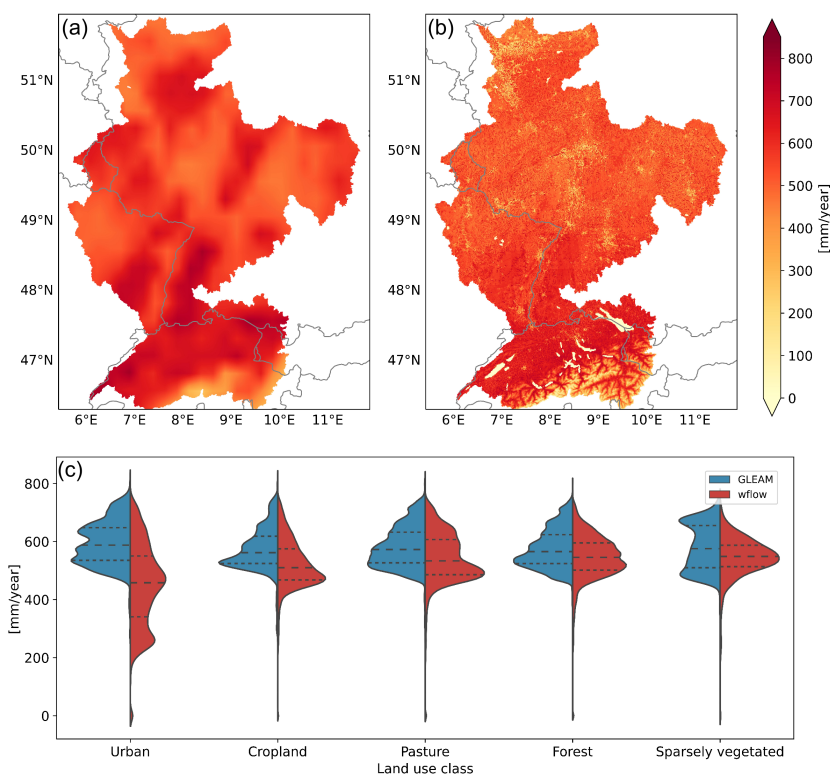 (a)
(b)
51°N
50°N
49°N
48°N
47°N
6°E 7°E 8°E 9°E 10°E 11°E
51°N
50°N
49°N
48°N
47°N
6°E 7°E 8°E 9°E 10°E 11°E
800
700
600
500
400
300
200
100
0
[mm/year]
(c)
800
600
400
200
0
[mm/year]
GLEAM
wflow
Urban Cropland Pasture Forest Sparsely vegetated
Land use class